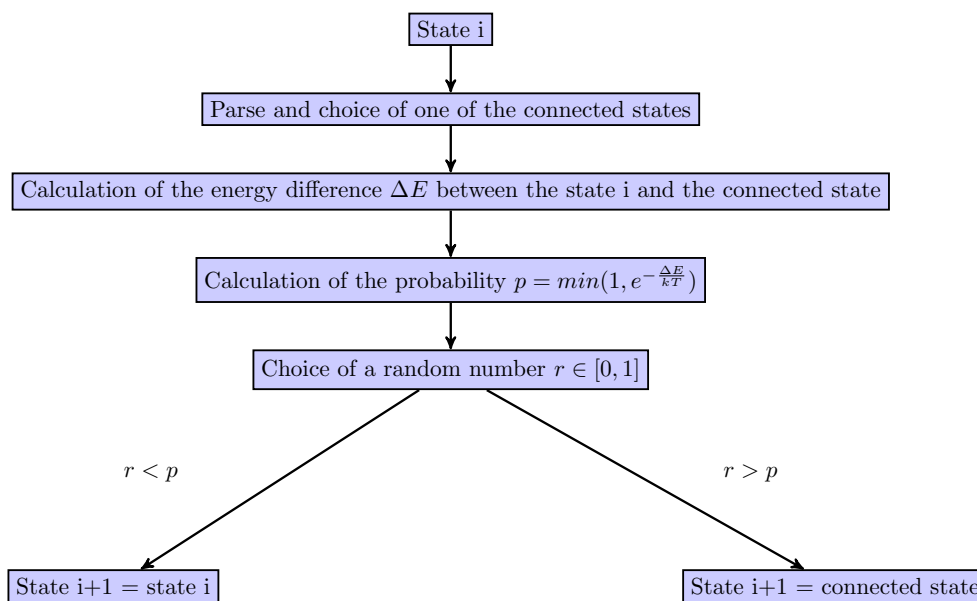 State i
Parse and choice of one of the connected states
Calculation of the energy difference ΔE between the state i and the connected state
Calculation of the probability p = min(1, e^{-\frac{ΔE}{kT}})
Choice of a random number r ∈ [0, 1]
r < p
r > p
State i+1 = state i
State i+1 = connected state